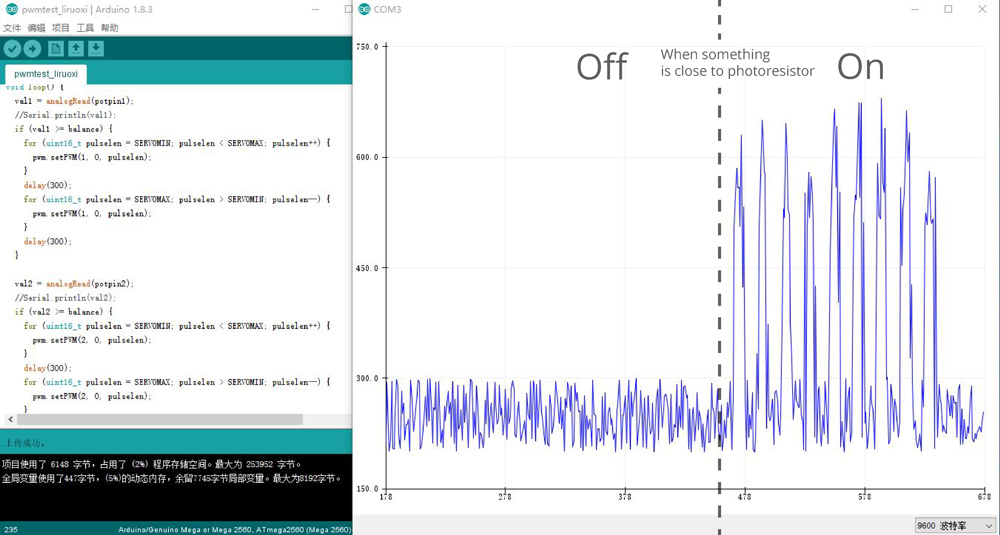 pwmtest_liruoxi | Arduino 1.8.3
文件 编辑 项目 工具 帮助
pwmtest_liruoxi
void loop() {
val1 = analogRead(potpin1);
//Serial.println(val1);
if (val1 >= balance) {
for (uint16_t pulselen = SERVOMIN; pulselen < SERVOMAX; pulselen++) {
pwm.setPWM(1, 0, pulselen);
}
delay(300);
for (uint16_t pulselen = SERVOMAX; pulselen > SERVOMIN; pulselen--) {
pwm.setPWM(1, 0, pulselen);
}
delay(300);
}
val2 = analogRead(potpin2);
//Serial.println(val2);
if (val2 >= balance) {
for (uint16_t pulselen = SERVOMIN; pulselen < SERVOMAX; pulselen++) {
pwm.setPWM(2, 0, pulselen);
}
delay(300);
for (uint16_t pulselen = SERVOMAX; pulselen > SERVOMIN; pulselen--) {
pwm.setPWM(2, 0, pulselen);
}
上传成功。
项目使用了 6148 字节，占用了 (2%) 程序存储空间。最大为 253952 字节。
全局变量使用了447字节，(5%)的动态内存，余留7745字节局部变量。最大为8192字节。
235
Arduino/Genuino Mega or Mega 2560, ATmega2560 (Mega 2560)
COM3
Off
When something
is close to photoresistor
On
750.0
600.0
450.0
300.0
150.0
178
278
378
478
578
678
9600 波特率